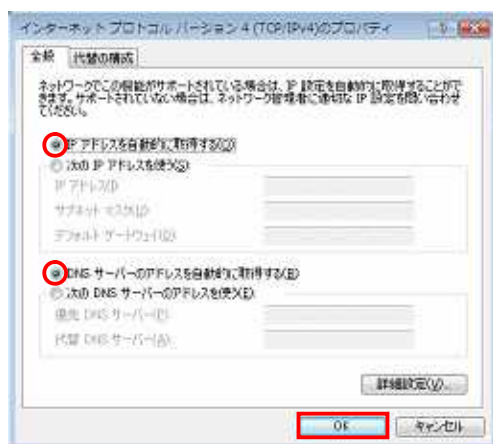 インターネット プロトコル バージョン 4 (TCP/IPv4)のプロパティ
全般 代替の構成
ネットワークでこの機能がサポートされている場合は、IP 設定を自動的に取得することがで
きます。サポートされていない場合は、ネットワーク管理者に適切な IP 設定を問い合わせ
てください。
IP アドレスを自動的に取得する(O)
次の IP アドレスを使う(S):
IP アドレス(I):
サブネット マスク(U):
デフォルト ゲートウェイ(D):
DNS サーバーのアドレスを自動的に取得する(B)
次の DNS サーバーのアドレスを使う(E):
優先 DNS サーバー(P):
代替 DNS サーバー(A):
詳細設定(V)...
OK キャンセル